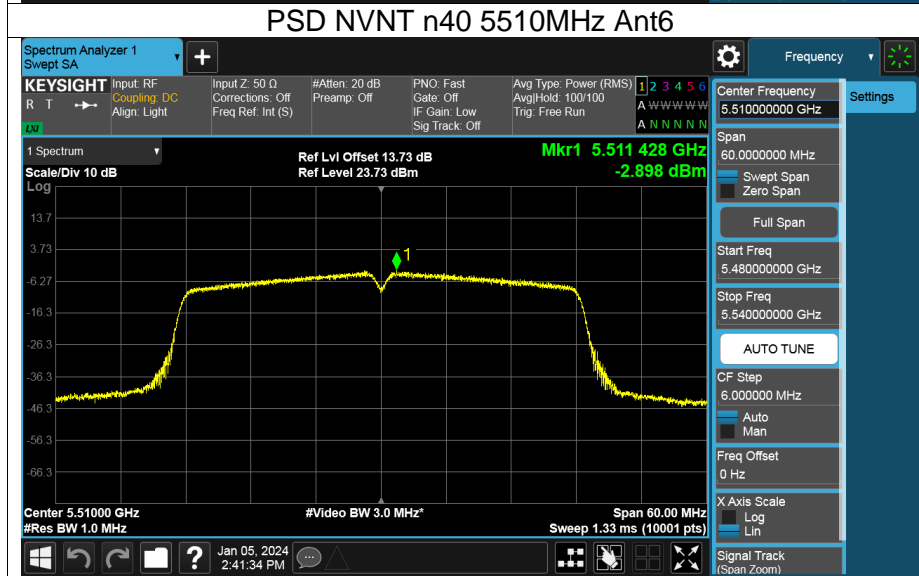 PSD NVNT n40 5510MHz Ant6
Spectrum Analyzer 1
Swept SA
+
Frequency
KEYSIGHT
R T
LXI
Input: RF
Coupling: DC
Align: Light
Input Z: 50 Ω
Corrections: Off
Freq Ref: Int (S)
#Atten: 20 dB
Preamp: Off
PNO: Fast
Gate: Off
IF Gain: Low
Sig Track: Off
Avg Type: Power (RMS)
Avg|Hold: 100/100
Trig: Free Run
1 2 3 4 5 6
A W W W W W
A N N N N N
1 Spectrum
Scale/Div 10 dB
Log
Ref Lvl Offset 13.73 dB
Ref Level 23.73 dBm
Mkr1 5.511 428 GHz
-2.898 dBm
1
13.7
3.73
-6.27
-16.3
-26.3
-36.3
-46.3
-56.3
-66.3
Center 5.51000 GHz
#Res BW 1.0 MHz
#Video BW 3.0 MHz*
Span 60.00 MHz
Sweep 1.33 ms (10001 pts)
?
Jan 05, 2024
2:41:34 PM
Center Frequency
5.510000000 GHz
Settings
Span
60.0000000 MHz
Swept Span
Zero Span
Full Span
Start Freq
5.480000000 GHz
Stop Freq
5.540000000 GHz
AUTO TUNE
CF Step
6.000000 MHz
Auto
Man
Freq Offset
0 Hz
X Axis Scale
Log
Lin
Signal Track
(Span Zoom)